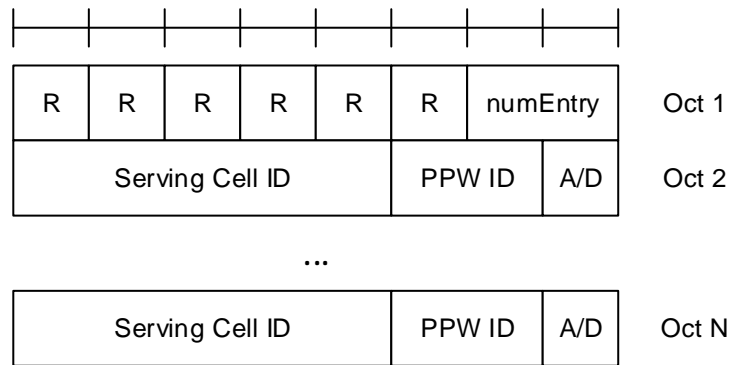 R R R R R R numEntry Oct 1
Serving Cell ID PPW ID A/D Oct 2
...
Serving Cell ID PPW ID A/D Oct N